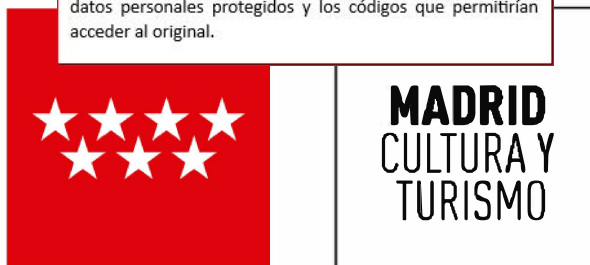 datos personales protegidos y los códigos que permitirían
acceder al original.
MADRID
CULTURA Y
TURISMO